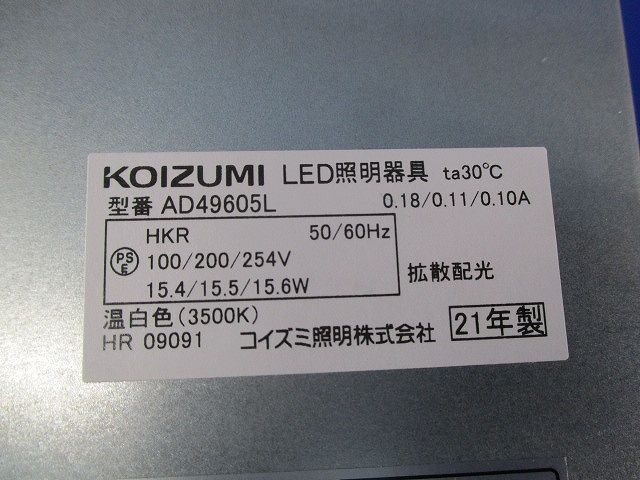 KOIZUMI LED照明器具 ta30℃
型番 AD49605L 0.18/0.11/0.10A
HKR 50/60Hz
PSE 100/200/254V
15.4/15.5/15.6W
拡散配光
温白色(3500K)
HR 09091 コイズミ照明株式会社 21年製